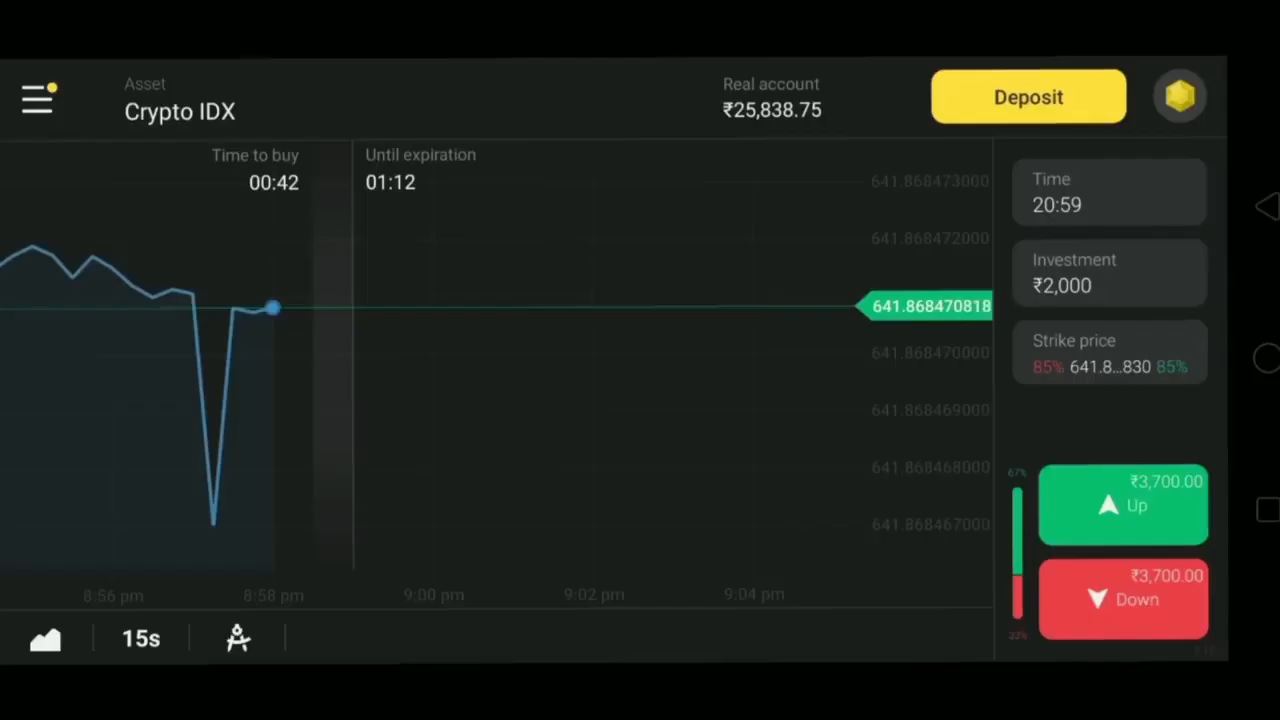 Asset
Crypto IDX
Real account
₹25,838.75
Deposit
Time to buy
00:42
Until expiration
01:12
641.868473000
641.868472000
641.868470818
641.868470000
641.868469000
641.868468000
641.868467000
8:56 pm
8:58 pm
9:00 pm
9:02 pm
9:04 pm
15s
Time
20:59
Investment
₹2,000
Strike price
85% 641.8...830 85%
67%
₹3,700.00
Up
₹3,700.00
Down
33%